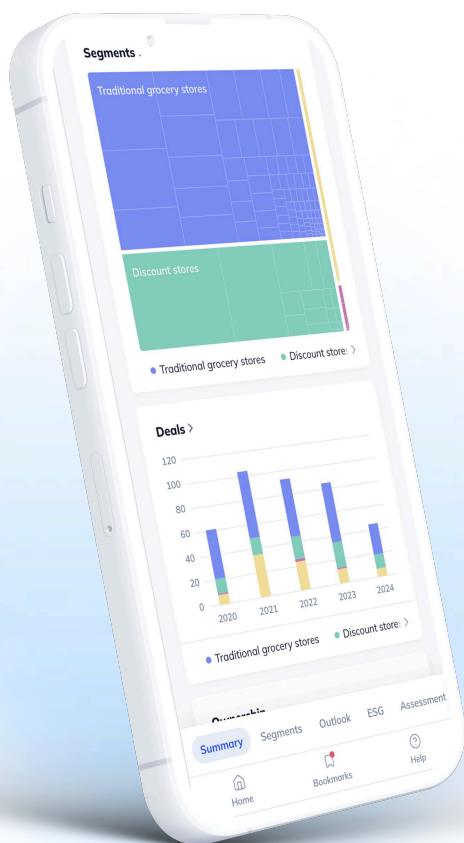 Segments .
Traditional grocery stores
Discount stores
Traditional grocery stores Discount store
Deals >
120
100
80
60
40
20
0
2020 2021 2022 2023 2024
Traditional grocery stores Discount store
Ownership
Summary Segments Outlook ESG Assessment
Home Bookmarks Help